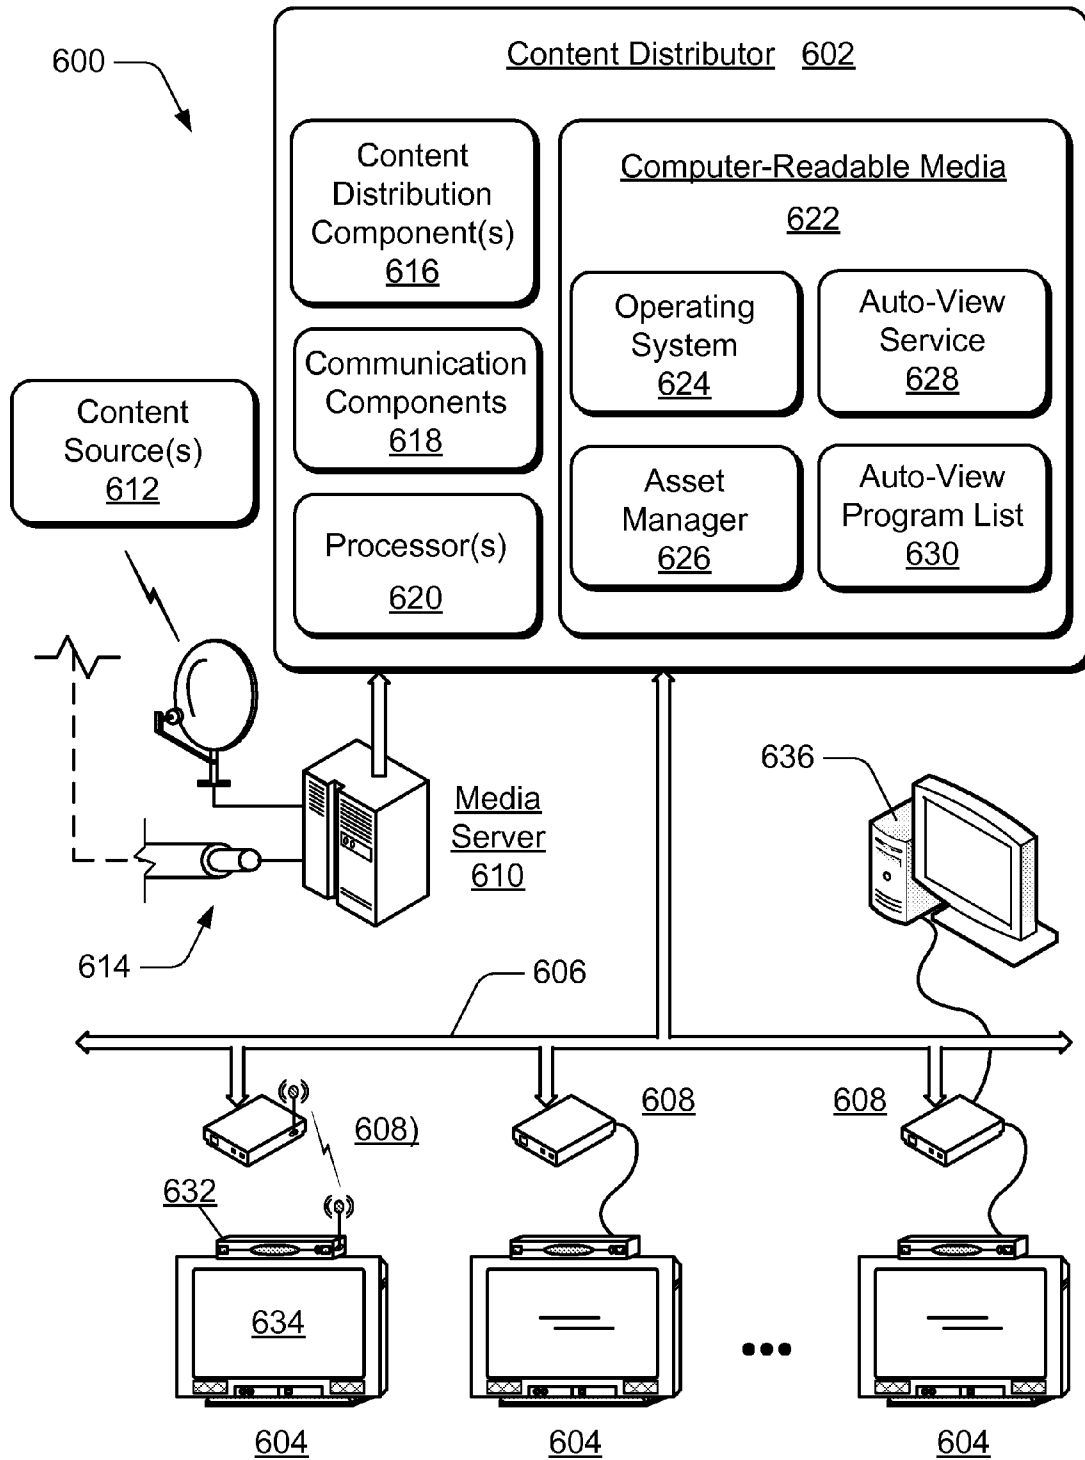 600
Content Distributor 602
Content
Distribution
Component(s)
616
Communication
Components
618
Processor(s)
620
Computer-Readable Media
622
Operating
System
624
Auto-View
Service
628
Asset
Manager
626
Auto-View
Program List
630
Content
Source(s)
612
Media
Server
610
614
636
606
608)
608
608
632
634
604
604
604